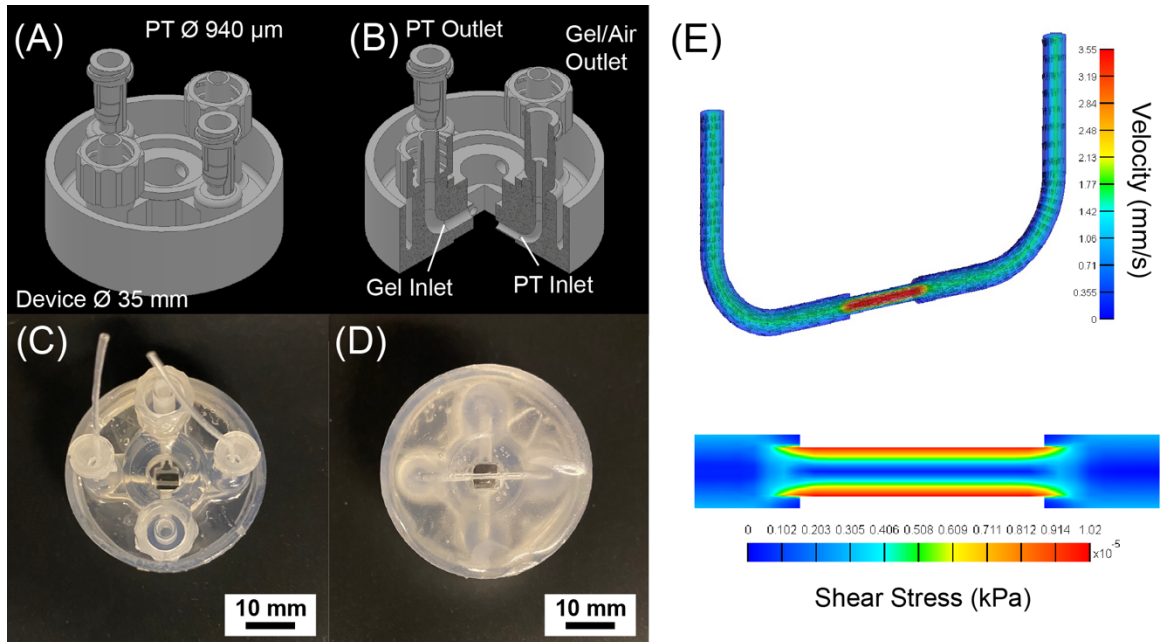 (A)
PT Ø 940 µm
Device Ø 35 mm
(B)
PT Outlet
Gel/Air
Outlet
Gel Inlet
PT Inlet
(C)
10 mm
(D)
10 mm
(E)
3.55
3.19
2.84
2.48
2.13
1.77
1.42
1.06
0.71
0.355
0
Velocity (mm/s)
0 0.102 0.203 0.305 0.406 0.508 0.609 0.711 0.812 0.914 1.02
x10-5
Shear Stress (kPa)